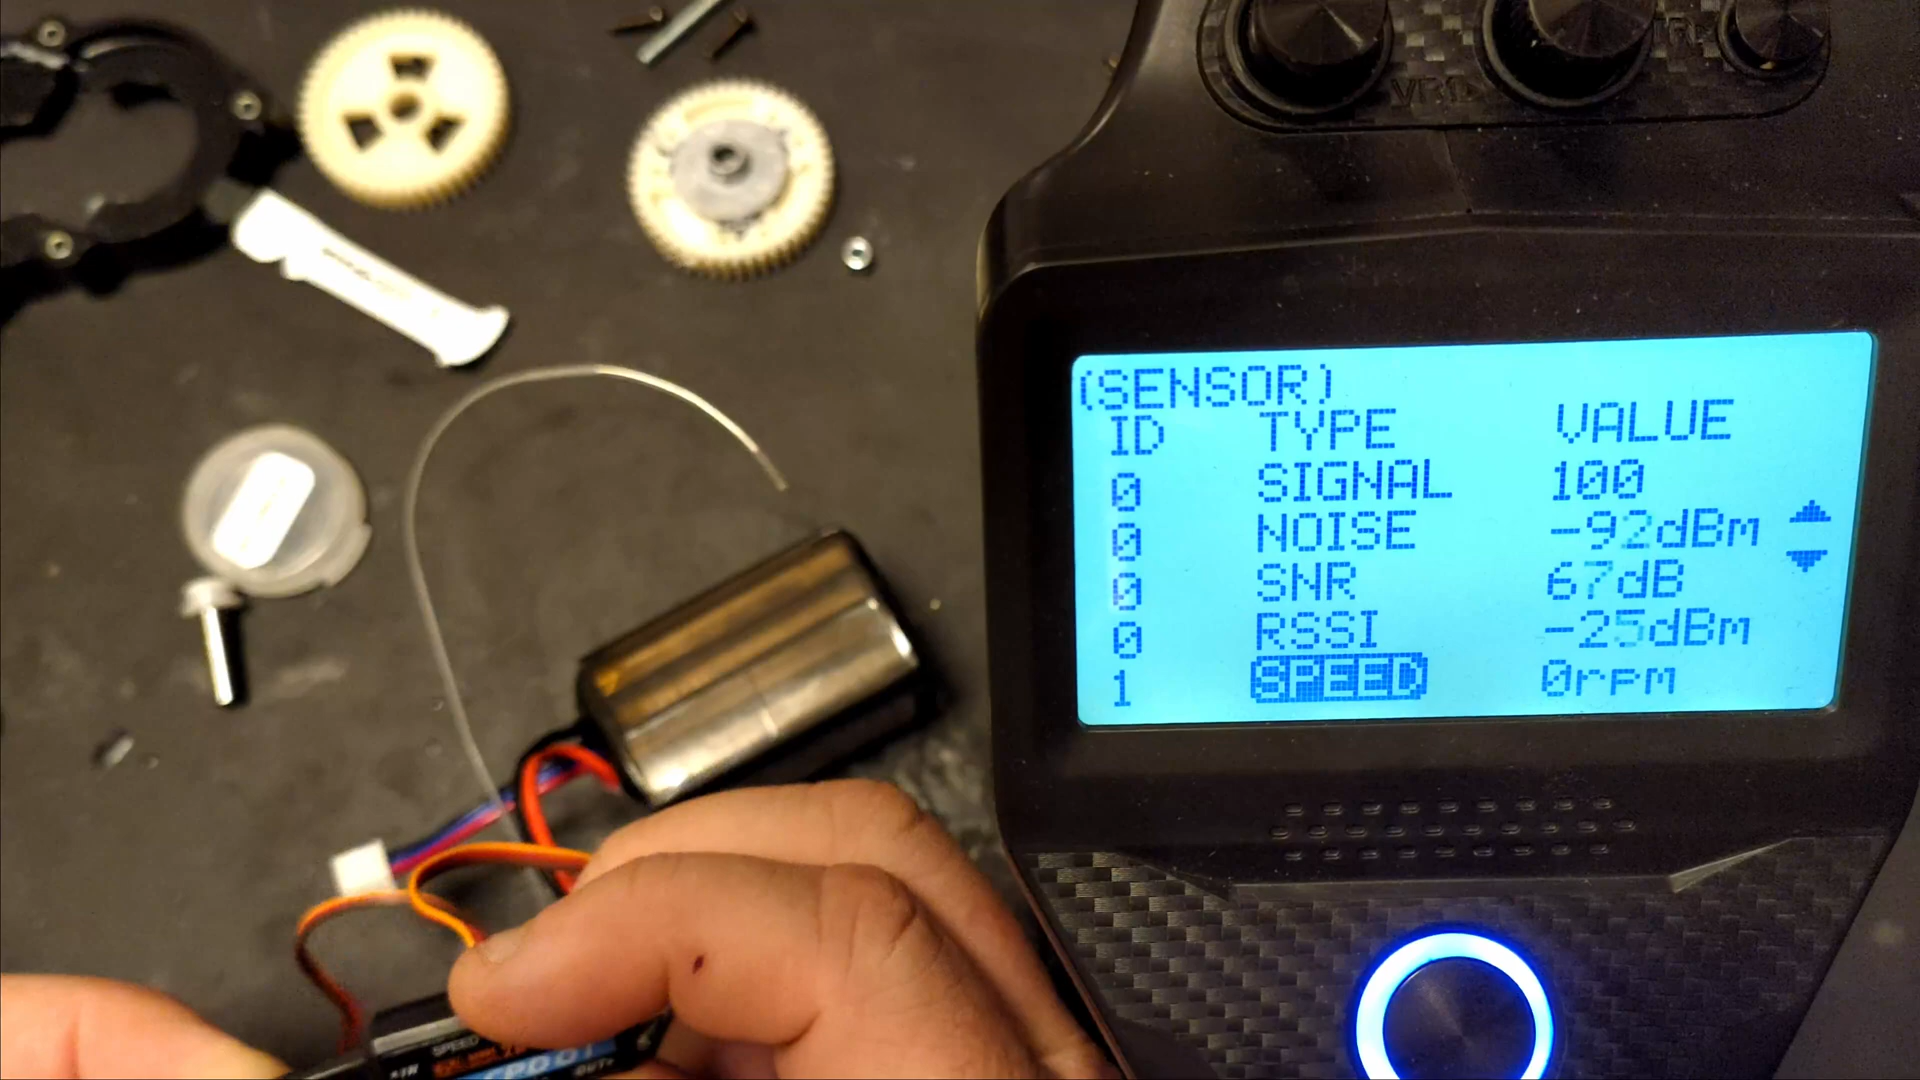 (SENSOR)
ID TYPE VALUE
0 SIGNAL 100
0 NOISE -92dBm
0 SNR 67dB
0 RSSI -25dBm
1 SPEED 0rpm
SPEED